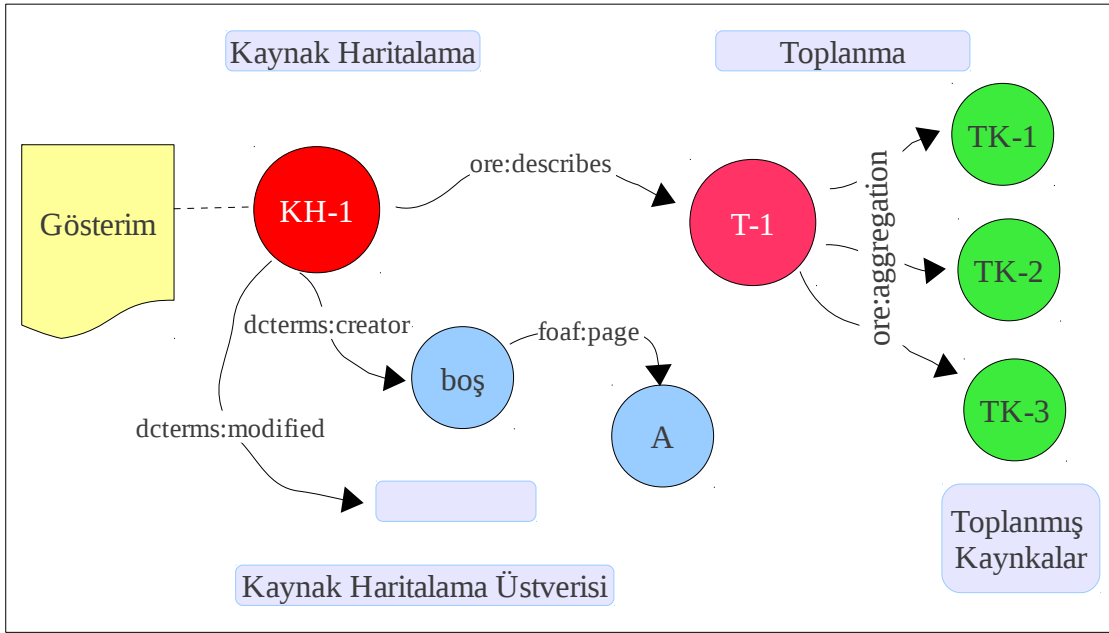 Kaynak Haritalama
Toplanma
TK-1
ore:describes
KH-1
Gösterim
T-1
ore:aggregation
TK-2
dcterms:creator
foaf:page
boş
TK-3
dcterms:modified
A
Toplanmış
Kaynkalar
Kaynak Haritalama Üstverisi